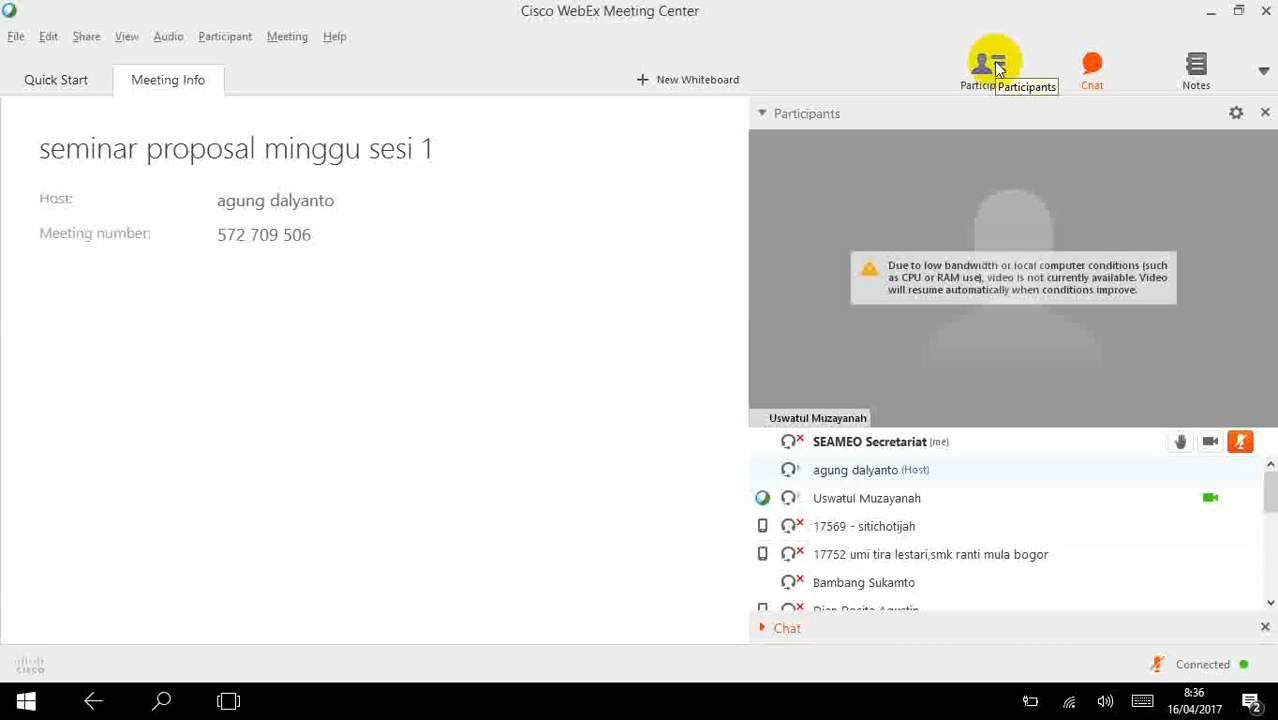 Cisco WebEx Meeting Center
File Edit Share View Audio Participant Meeting Help
Quick Start
Meeting Info
New Whiteboard
Participants
Chat
Notes
Participants
seminar proposal minggu sesi 1
Host: agung dalyanto
Meeting number: 572 709 506
Due to low bandwidth or local computer conditions (such
as CPU or RAM use), video is not currently available. Video
will resume automatically when conditions improve.
Uswatul Muzayanah
SEAMEO Secretariat (me)
agung dalyanto (Host)
Uswatul Muzayanah
17569 - sitichotijah
17752 umi tira lestari,smk ranti mula bogor
Bambang Sukamto
Chat
cisco
Connected
8:36
16/04/2017
2